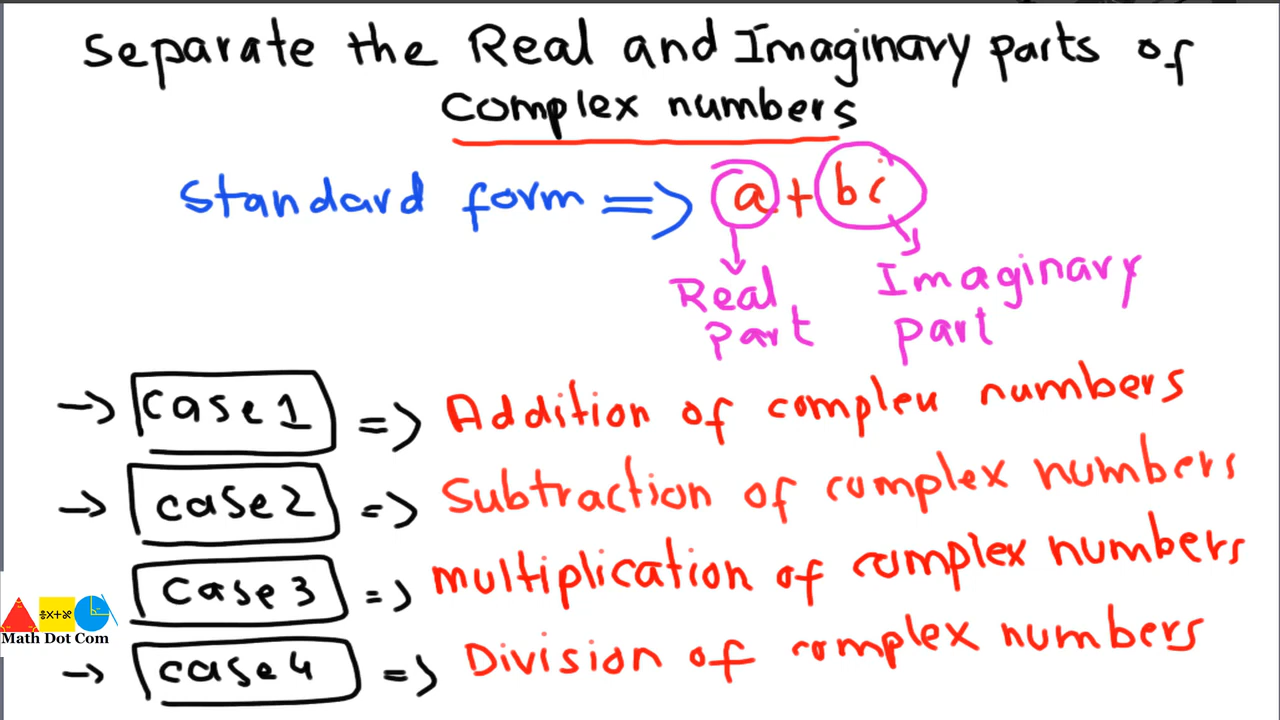 Separate the Real and Imaginary parts of
complex numbers
Standard form => a + bi
Real part
Imaginary part
-> case 1 => Addition of complex numbers
-> case 2 => Subtraction of complex numbers
case 3 => multiplication of complex numbers
-> case 4 => Division of complex numbers
÷×+
Math Dot Com